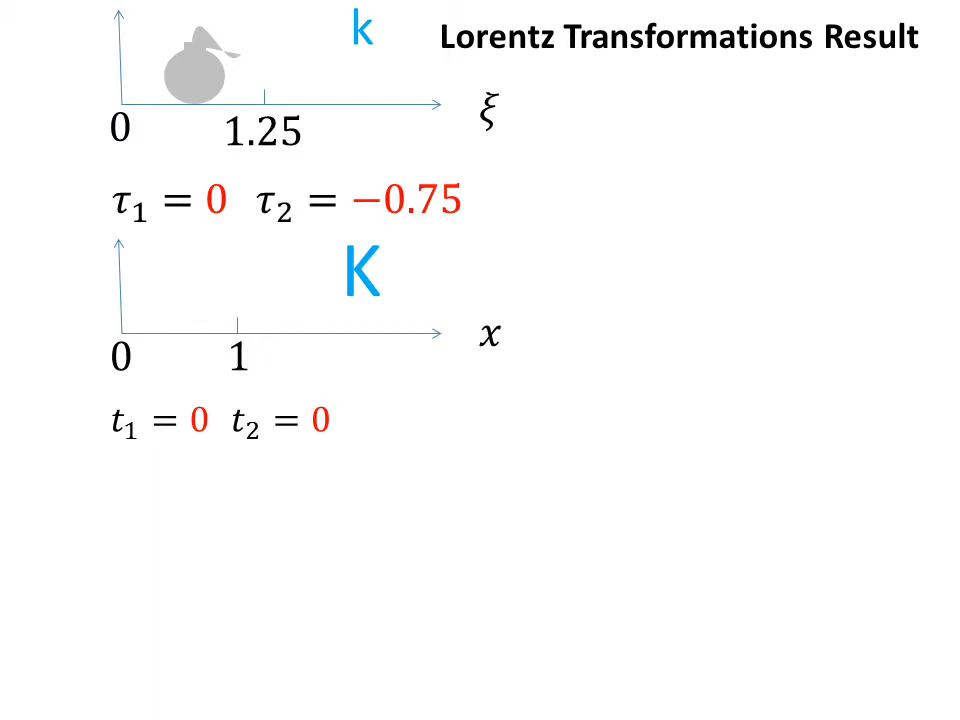 k Lorentz Transformations Result
ξ
0 1.25
τ₁ = 0 τ₂ = −0.75
K
x
0 1
t₁ = 0 t₂ = 0